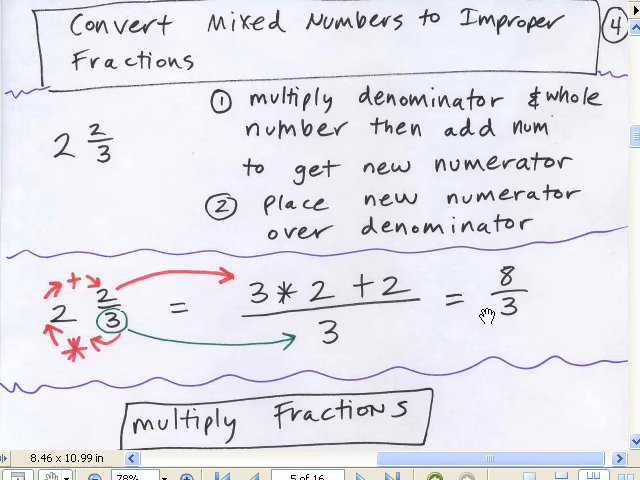 Convert Mixed Numbers to Improper
Fractions
4
① multiply denominator & whole
number then add num
to get new numerator
② place new numerator
over denominator
2 2/3
2 2/3 = 3 * 2 + 2 / 3 = 8/3
+
*
multiply Fractions
8.46 x 10.99 in
78%
5 of 16